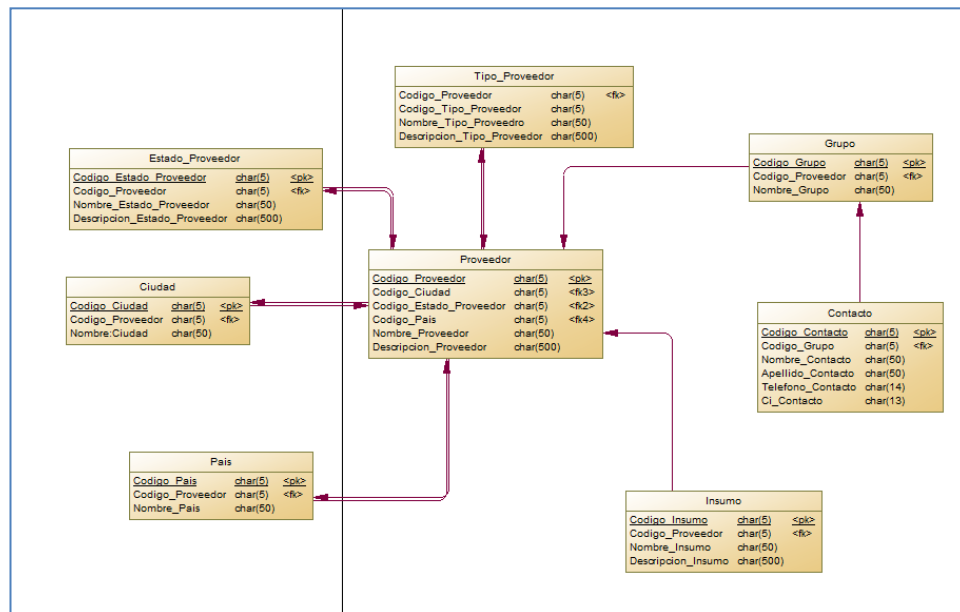 Tipo_Proveedor
Codigo_Proveedor char(5) <fk>
Codigo_Tipo_Proveedor char(5)
Nombre_Tipo_Proveedro char(50)
Descripcion_Tipo_Proveedor char(500)
Estado_Proveedor
Codigo_Estado_Proveedor char(5) <pk>
Codigo_Proveedor char(5) <fk>
Nombre_Estado_Proveedor char(50)
Descripcion_Estado_Proveedor char(500)
Grupo
Codigo_Grupo char(5) <pk>
Codigo_Proveedor char(5) <fk>
Nombre_Grupo char(50)
Proveedor
Codigo_Proveedor char(5) <pk>
Codigo_Ciudad char(5) <fk3>
Codigo_Estado_Proveedor char(5) <fk2>
Codigo_Pais char(5) <fk4>
Nombre_Proveedor char(50)
Descripcion_Proveedor char(500)
Ciudad
Codigo_Ciudad char(5) <pk>
Codigo_Proveedor char(5) <fk>
Nombre:Ciudad char(50)
Contacto
Codigo_Contacto char(5) <pk>
Codigo_Grupo char(5) <fk>
Nombre_Contacto char(50)
Apellido_Contacto char(50)
Telefono_Contacto char(14)
Ci_Contacto char(13)
Pais
Codigo_Pais char(5) <pk>
Codigo_Proveedor char(5) <fk>
Nombre_Pais char(50)
Insumo
Codigo_Insumo char(5) <pk>
Codigo_Proveedor char(5) <fk>
Nombre_Insumo char(50)
Descripcion_Insumo char(500)